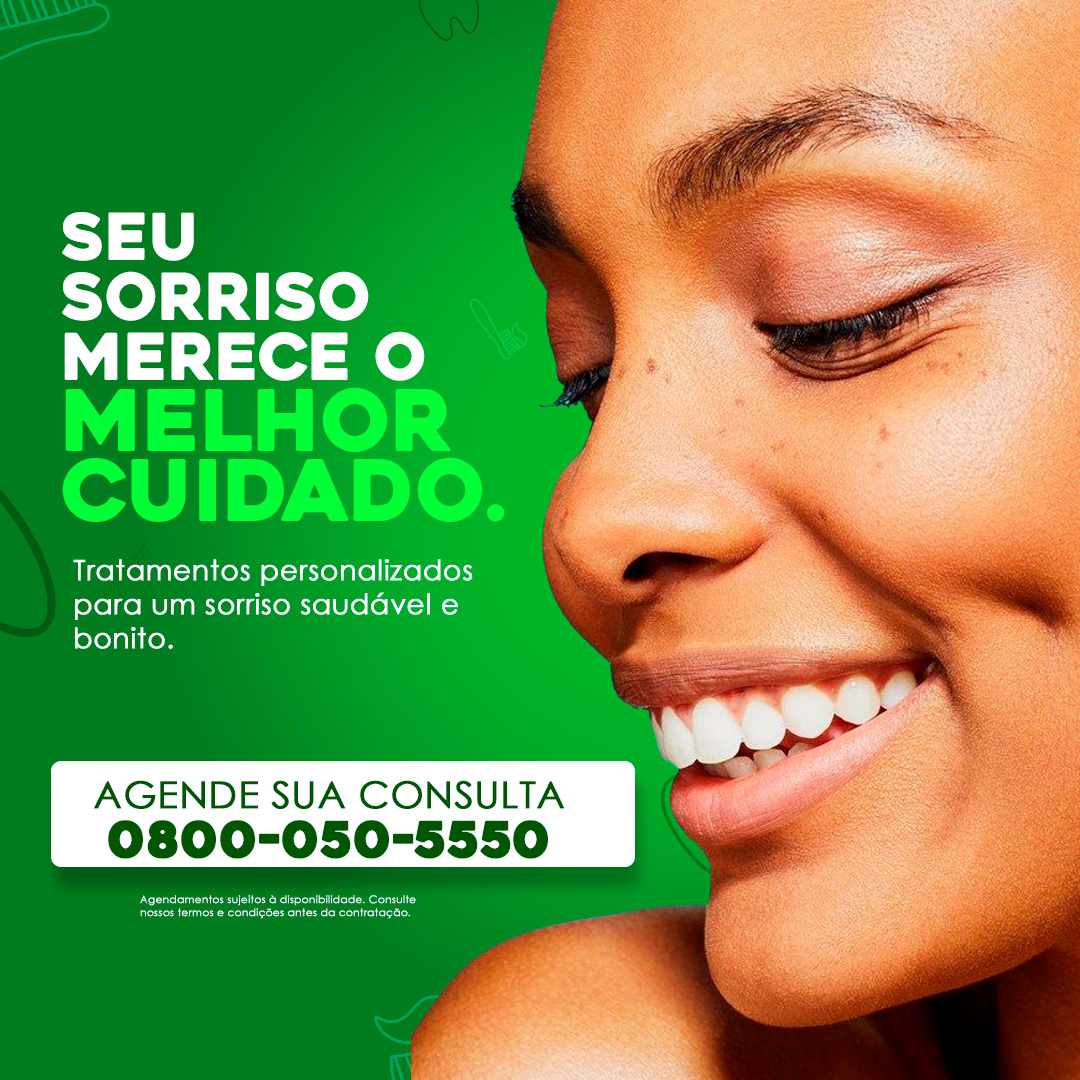 SEU
SORRISO
MERECE O
MELHOR
CUIDADO.
Tratamentos personalizados
para um sorriso saudável e
bonito.
AGENDE SUA CONSULTA
0800-050-5550
Agendamentos sujeitos à disponibilidade. Consulte
nossos termos e condições antes da contratação.